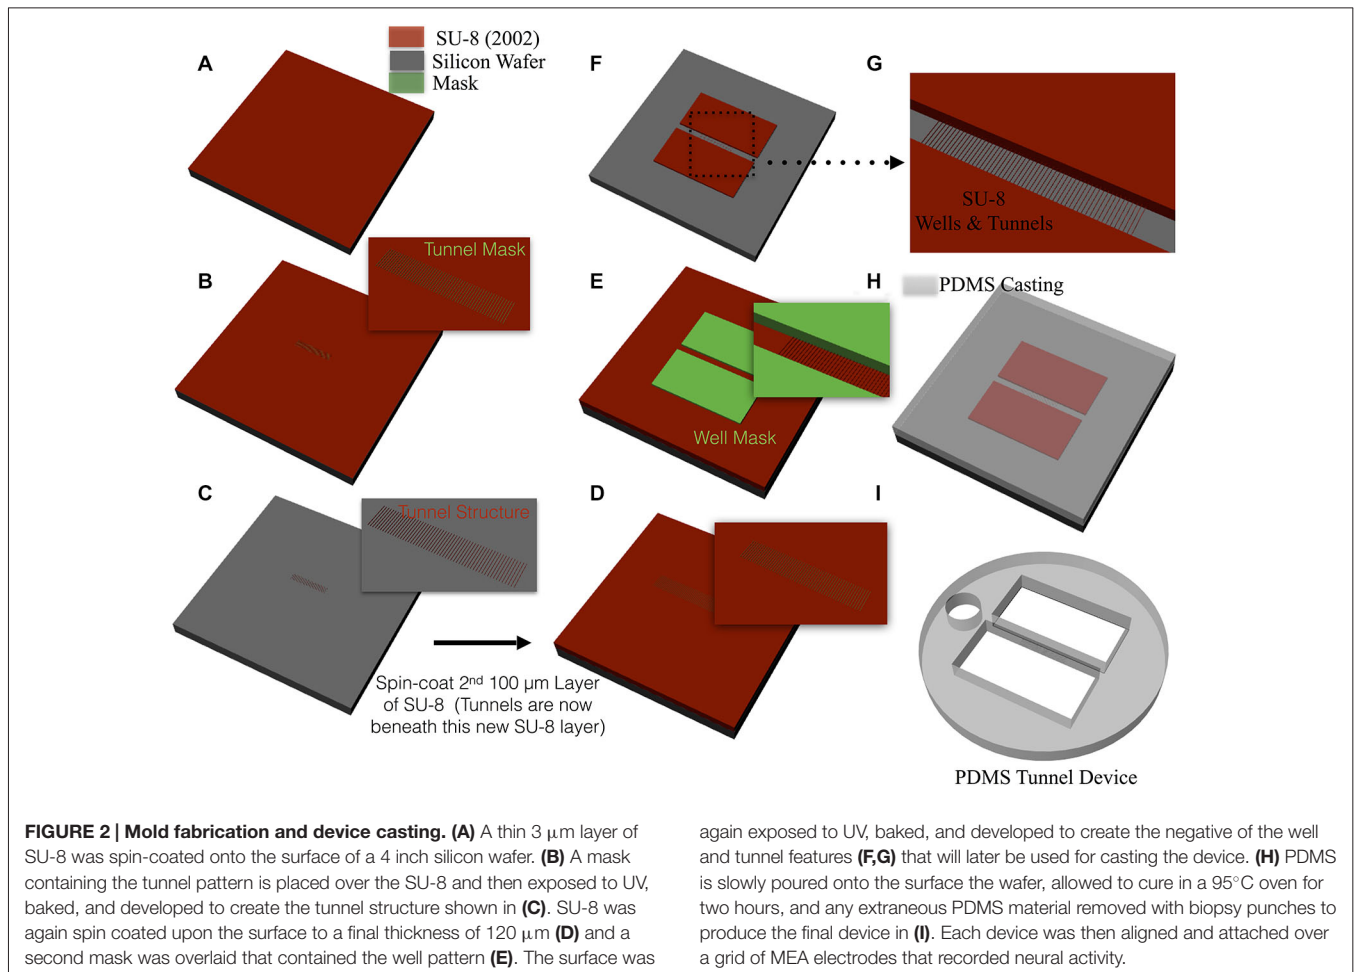 SU-8 (2002)
Silicon Wafer
Mask
A
F
G
SU-8
Wells & Tunnels
B
Tunnel Mask
E
Well Mask
H
PDMS Casting
C
Tunnel Structure
D
I
Spin-coat 2nd 100 µm Layer
of SU-8 (Tunnels are now
beneath this new SU-8 layer)
PDMS Tunnel Device
FIGURE 2 | Mold fabrication and device casting. (A) A thin 3 µm layer of
SU-8 was spin-coated onto the surface of a 4 inch silicon wafer. (B) A mask
containing the tunnel pattern is placed over the SU-8 and then exposed to UV,
baked, and developed to create the tunnel structure shown in (C). SU-8 was
again spin coated upon the surface to a final thickness of 120 µm (D) and a
second mask was overlaid that contained the well pattern (E). The surface was
again exposed to UV, baked, and developed to create the negative of the well
and tunnel features (F,G) that will later be used for casting the device. (H) PDMS
is slowly poured onto the surface the wafer, allowed to cure in a 95°C oven for
two hours, and any extraneous PDMS material removed with biopsy punches to
produce the final device in (I). Each device was then aligned and attached over
a grid of MEA electrodes that recorded neural activity.